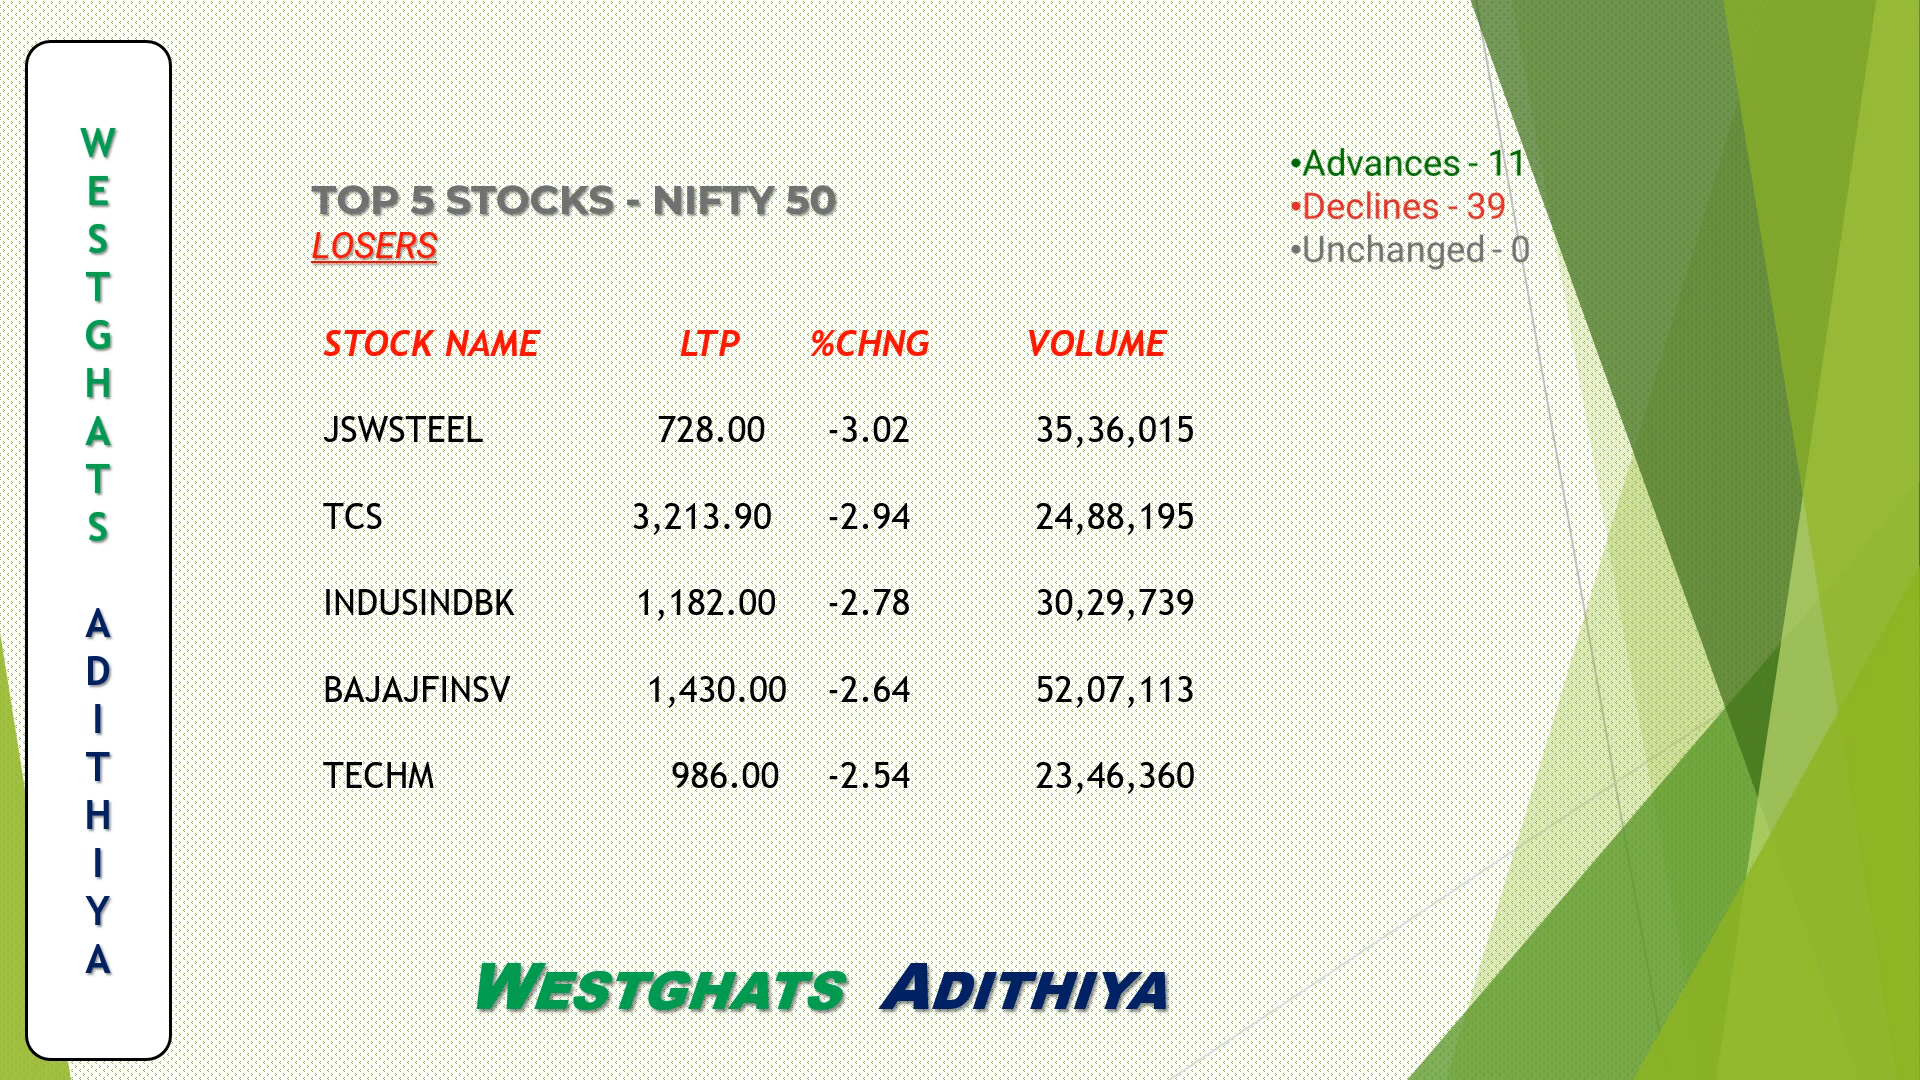 W
E
S
T
G
H
A
T
S
A
D
I
T
H
I
Y
A
TOP 5 STOCKS - NIFTY 50
LOSERS
•Advances - 11
•Declines - 39
•Unchanged - 0
STOCK NAME LTP %CHNG VOLUME
JSWSTEEL 728.00 -3.02 35,36,015
TCS 3,213.90 -2.94 24,88,195
INDUSINDBK 1,182.00 -2.78 30,29,739
BAJAJFINSV 1,430.00 -2.64 52,07,113
TECHM 986.00 -2.54 23,46,360
WESTGHATS ADITHIYA